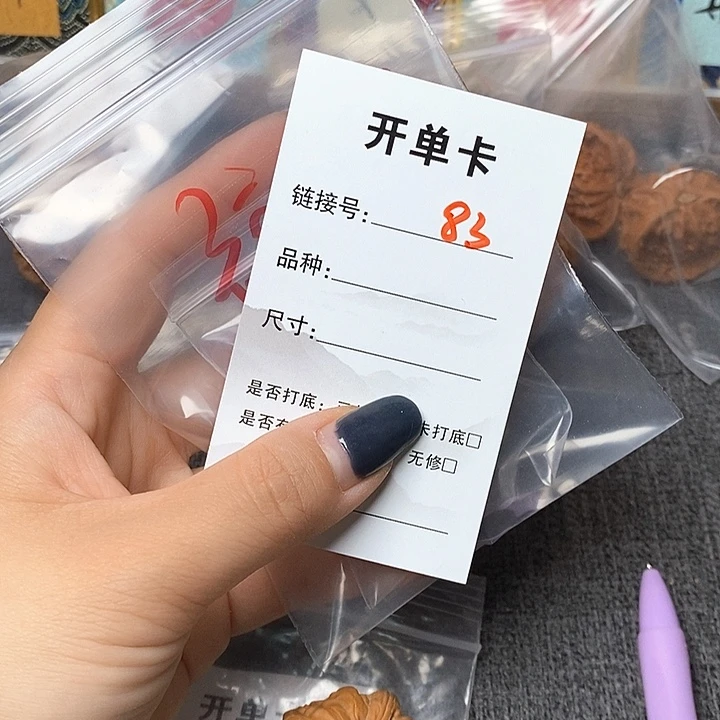 开单卡
链接号: 83
品种:
尺寸:
是否打底:
未打底□
是否有
无修□
开单